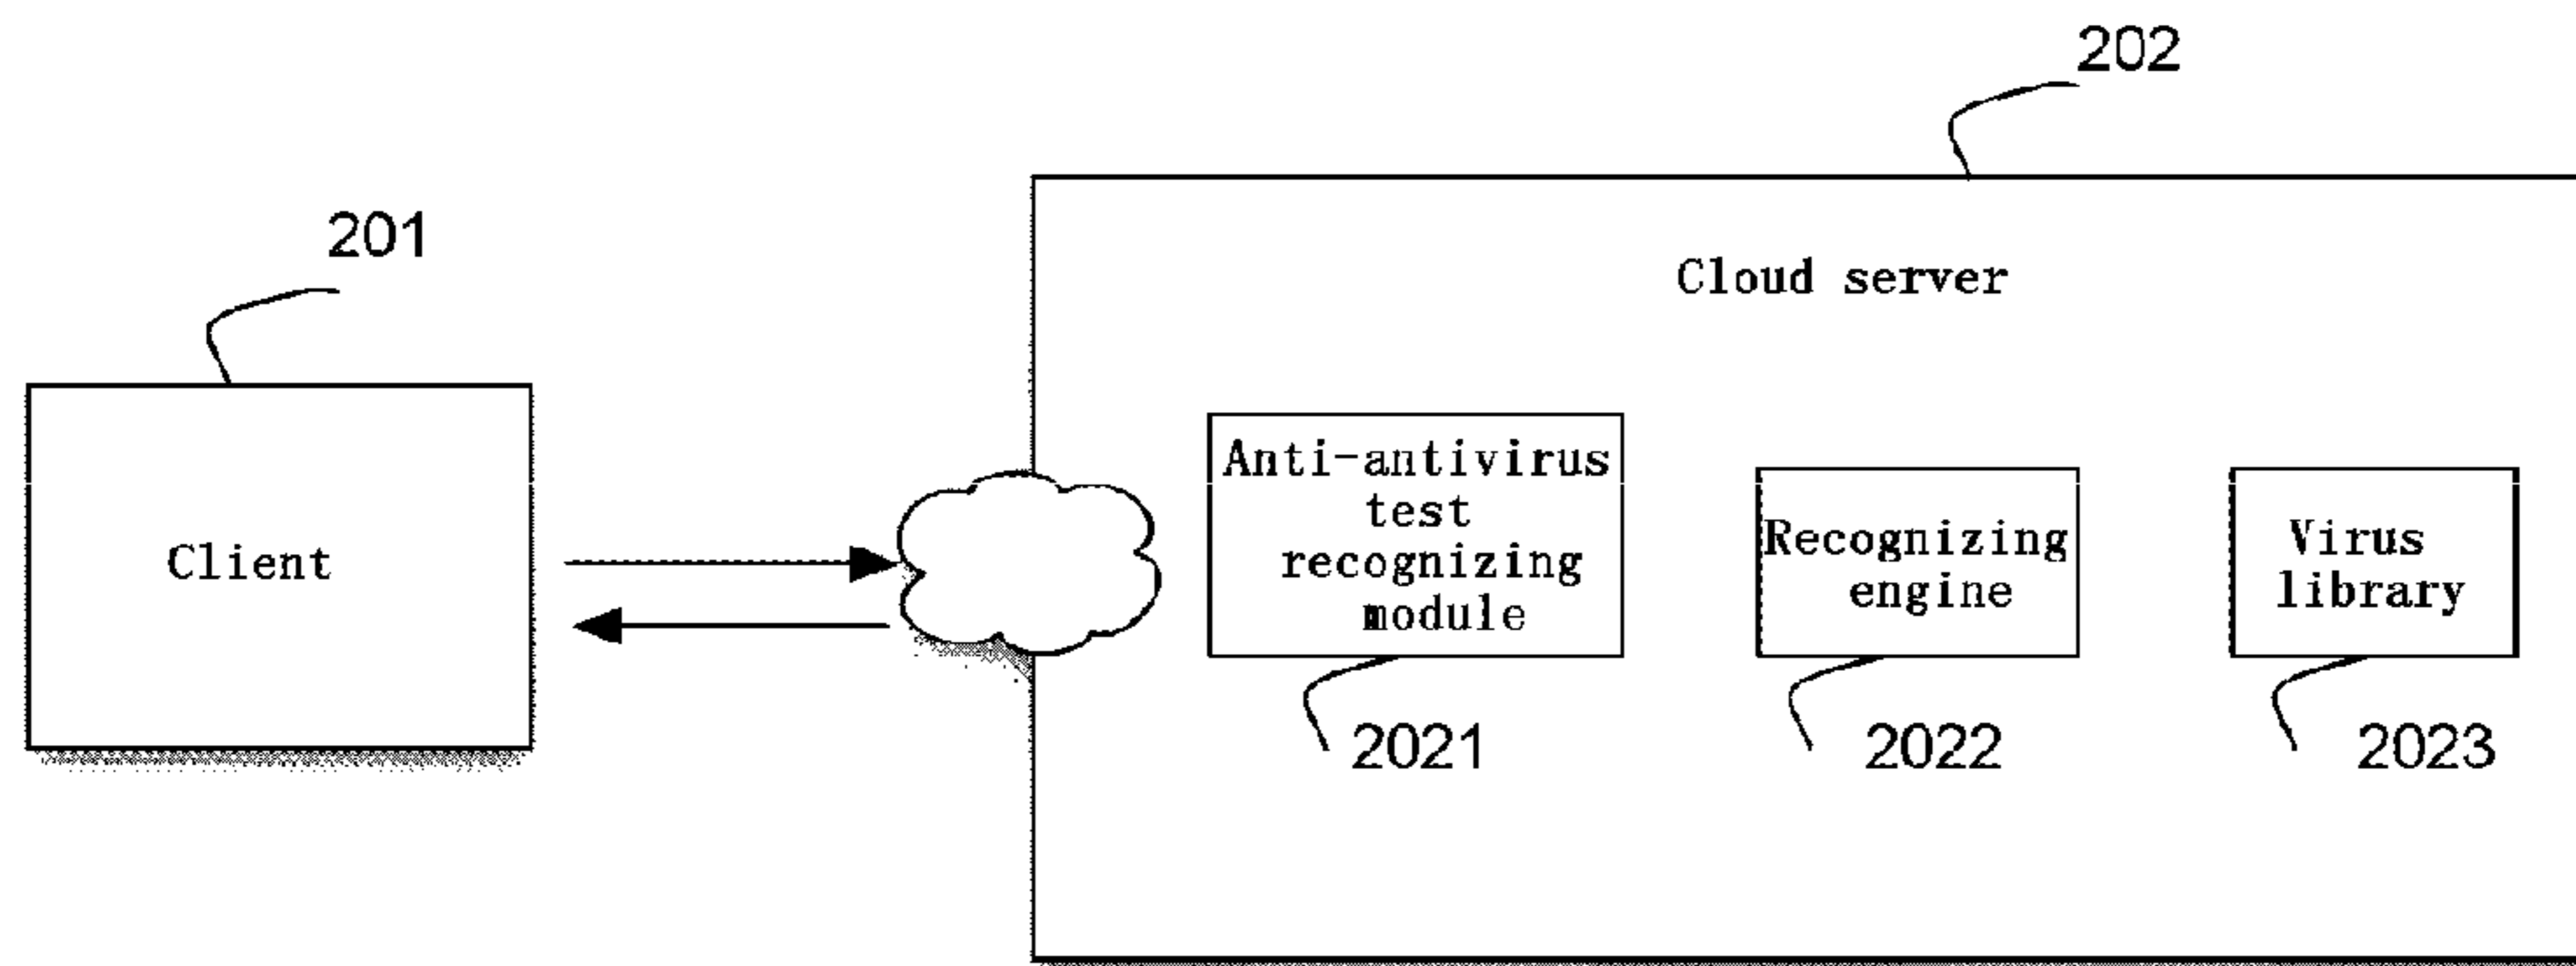 202
201
Cloud server
Client
Anti-antivirus
test
recognizing
module
Recognizing
engine
Virus
library
2021
2022
2023